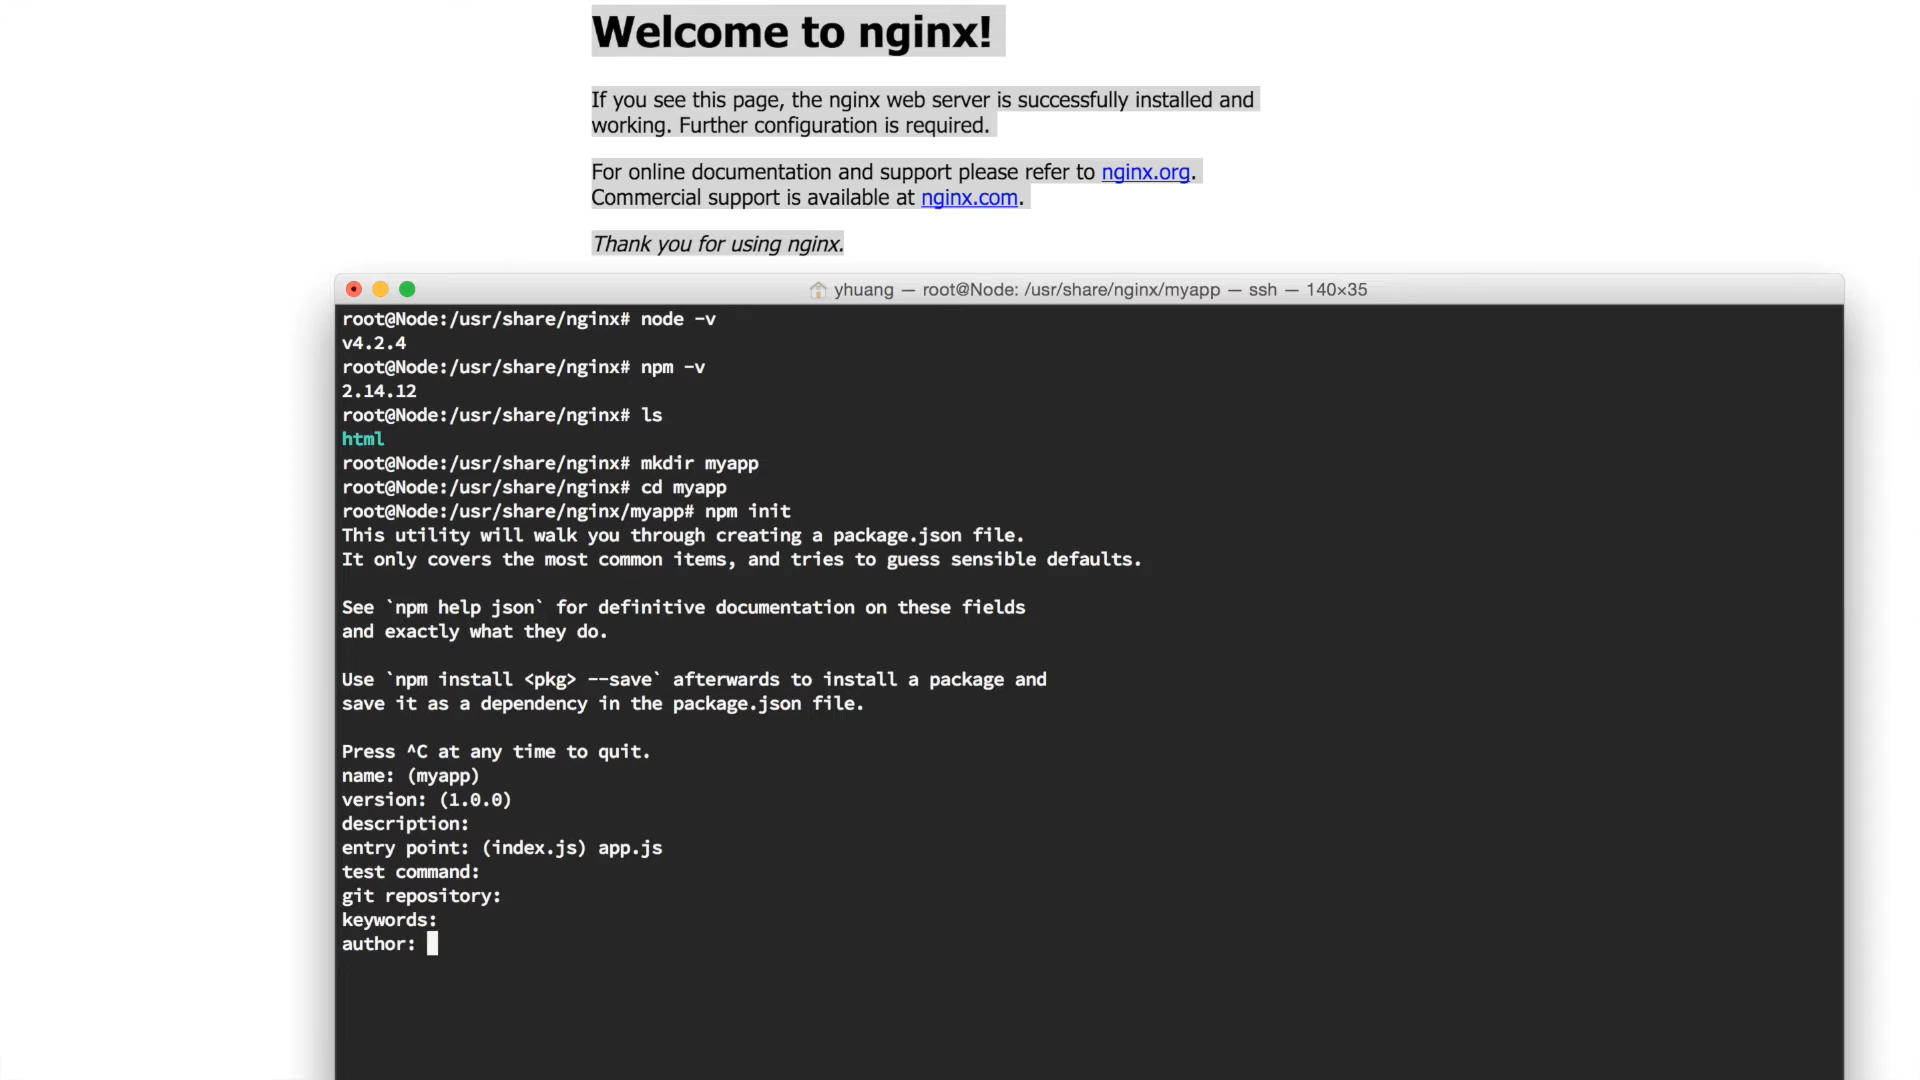 Welcome to nginx!
If you see this page, the nginx web server is successfully installed and
working. Further configuration is required.
For online documentation and support please refer to nginx.org.
Commercial support is available at nginx.com.
Thank you for using nginx.
yhuang — root@Node: /usr/share/nginx/myapp — ssh — 140×35
root@Node:/usr/share/nginx# node -v
v4.2.4
root@Node:/usr/share/nginx# npm -v
2.14.12
root@Node:/usr/share/nginx# ls
html
root@Node:/usr/share/nginx# mkdir myapp
root@Node:/usr/share/nginx# cd myapp
root@Node:/usr/share/nginx/myapp# npm init
This utility will walk you through creating a package.json file.
It only covers the most common items, and tries to guess sensible defaults.
See `npm help json` for definitive documentation on these fields
and exactly what they do.
Use `npm install <pkg> --save` afterwards to install a package and
save it as a dependency in the package.json file.
Press ^C at any time to quit.
name: (myapp)
version: (1.0.0)
description:
entry point: (index.js) app.js
test command:
git repository:
keywords:
author: